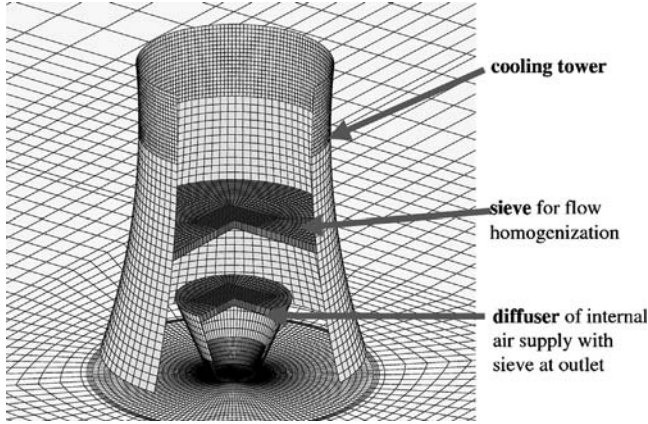 cooling tower
sieve for flow
homogenization
diffuser of internal
air supply with
sieve at outlet